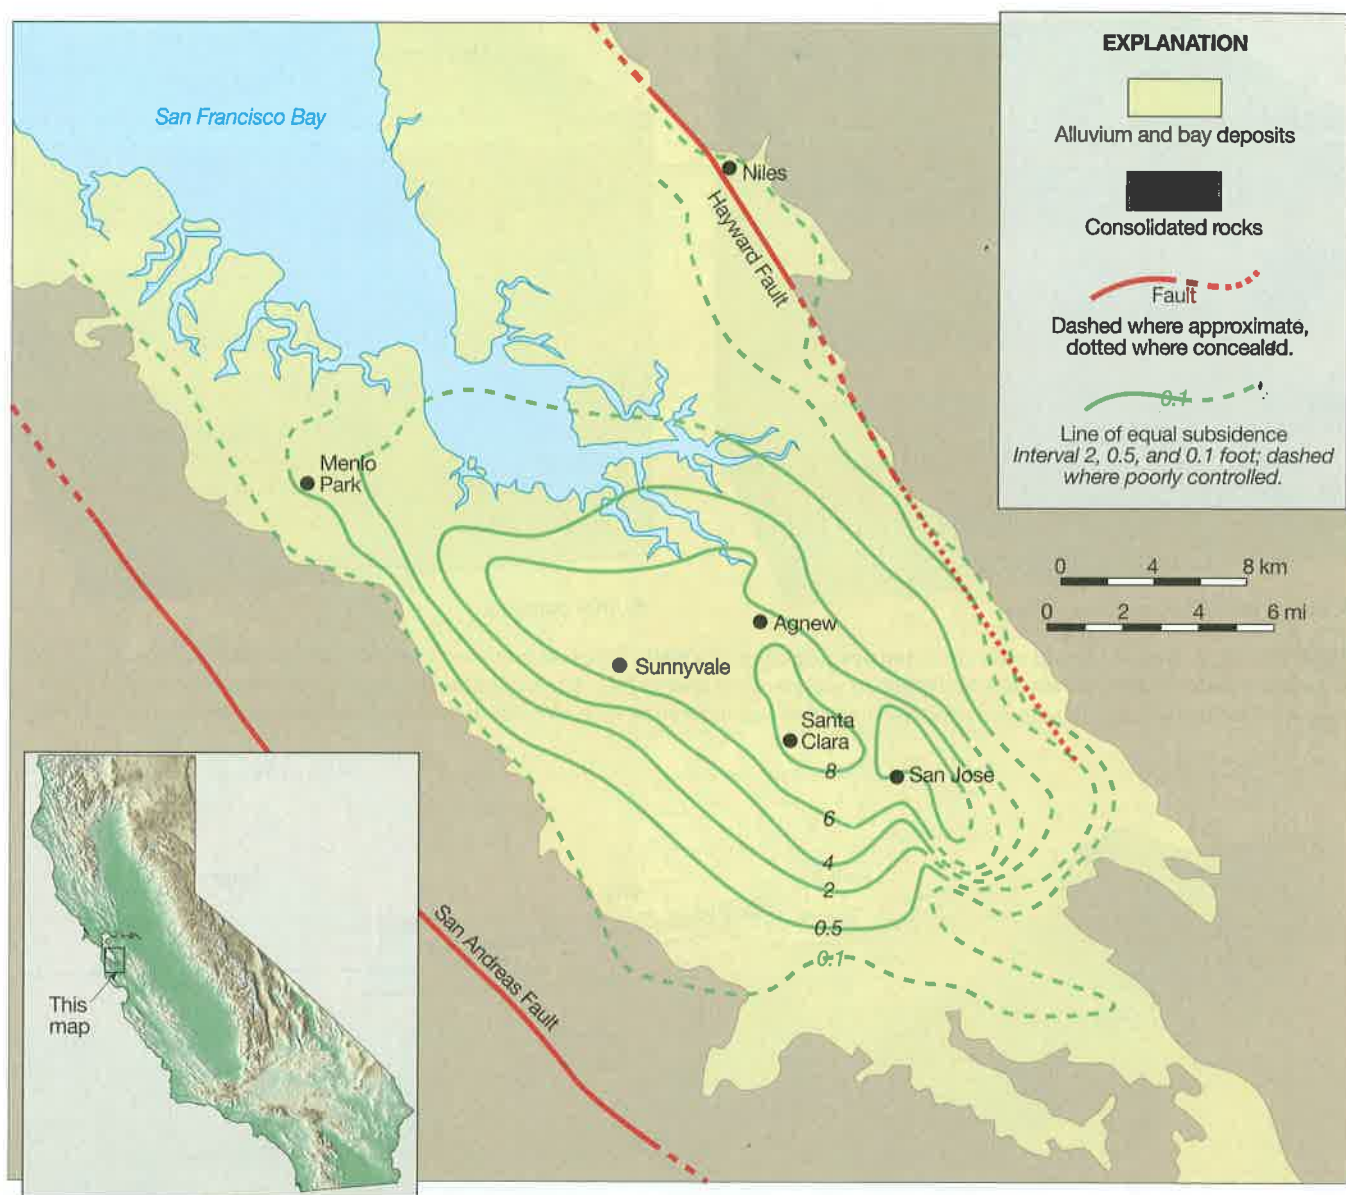 San Francisco Bay
Niles
Hayward Fault
Menlo
Park
Agnew
Sunnyvale
Santa
Clara
San José
8
6
4
2
0.5
0.1
San Andreas Fault
This
map
EXPLANATION
Alluvium and bay deposits
Consolidated rocks
Fault
Dashed where approximate,
dotted where concealed.
0.1
Line of equal subsidence
Interval 2, 0.5, and 0.1 foot; dashed
where poorly controlled.
0 4 8 km
0 2 4 6 mi